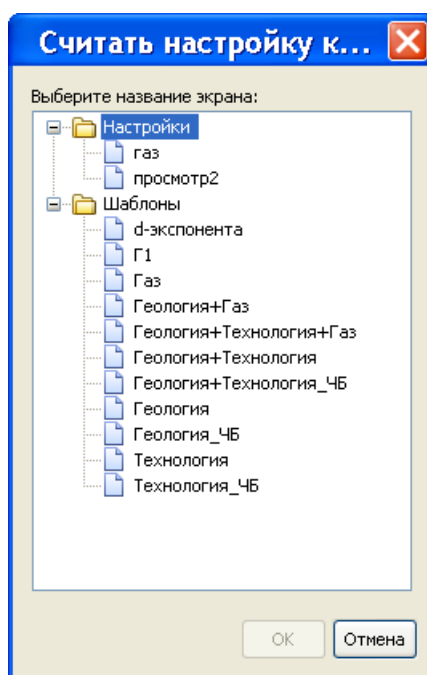 Считать настройку к...
Выберите название экрана:
Настройки
газ
просмотр2
Шаблоны
d-экспонента
Г1
Газ
Геология+Газ
Геология+Технология+Газ
Геология+Технология
Геология+Технология_ЧБ
Геология
Геология_ЧБ
Технология
Технология_ЧБ
ОК Отмена